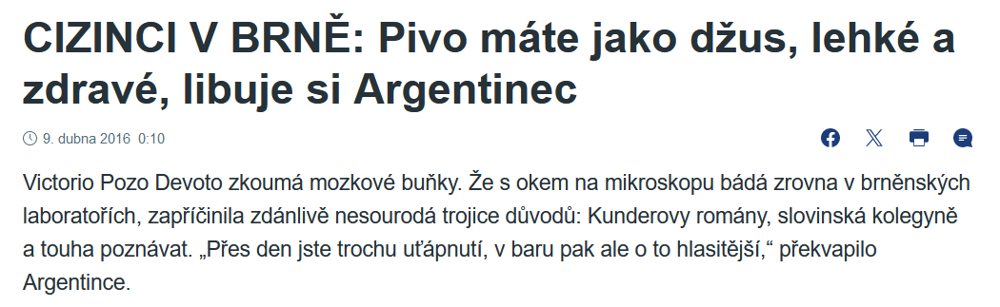 CIZINCI V BRNĚ: Pivo máte jako džus, lehké a
zdravé, libuje si Argentinec
9. dubna 2016 0:10
Victorio Pozo Devoto zkoumá mozkové buňky. Že s okem na mikroskopu bádá zrovna v brněnských
laboratořích, zapříčinila zdánlivě nesourodá trojice důvodů: Kunderovy romány, slovinská kolegyně
a touha poznávat. „Přes den jste trochu uťápnutí, v baru pak ale o to hlasitější,“ překvapilo
Argentince.